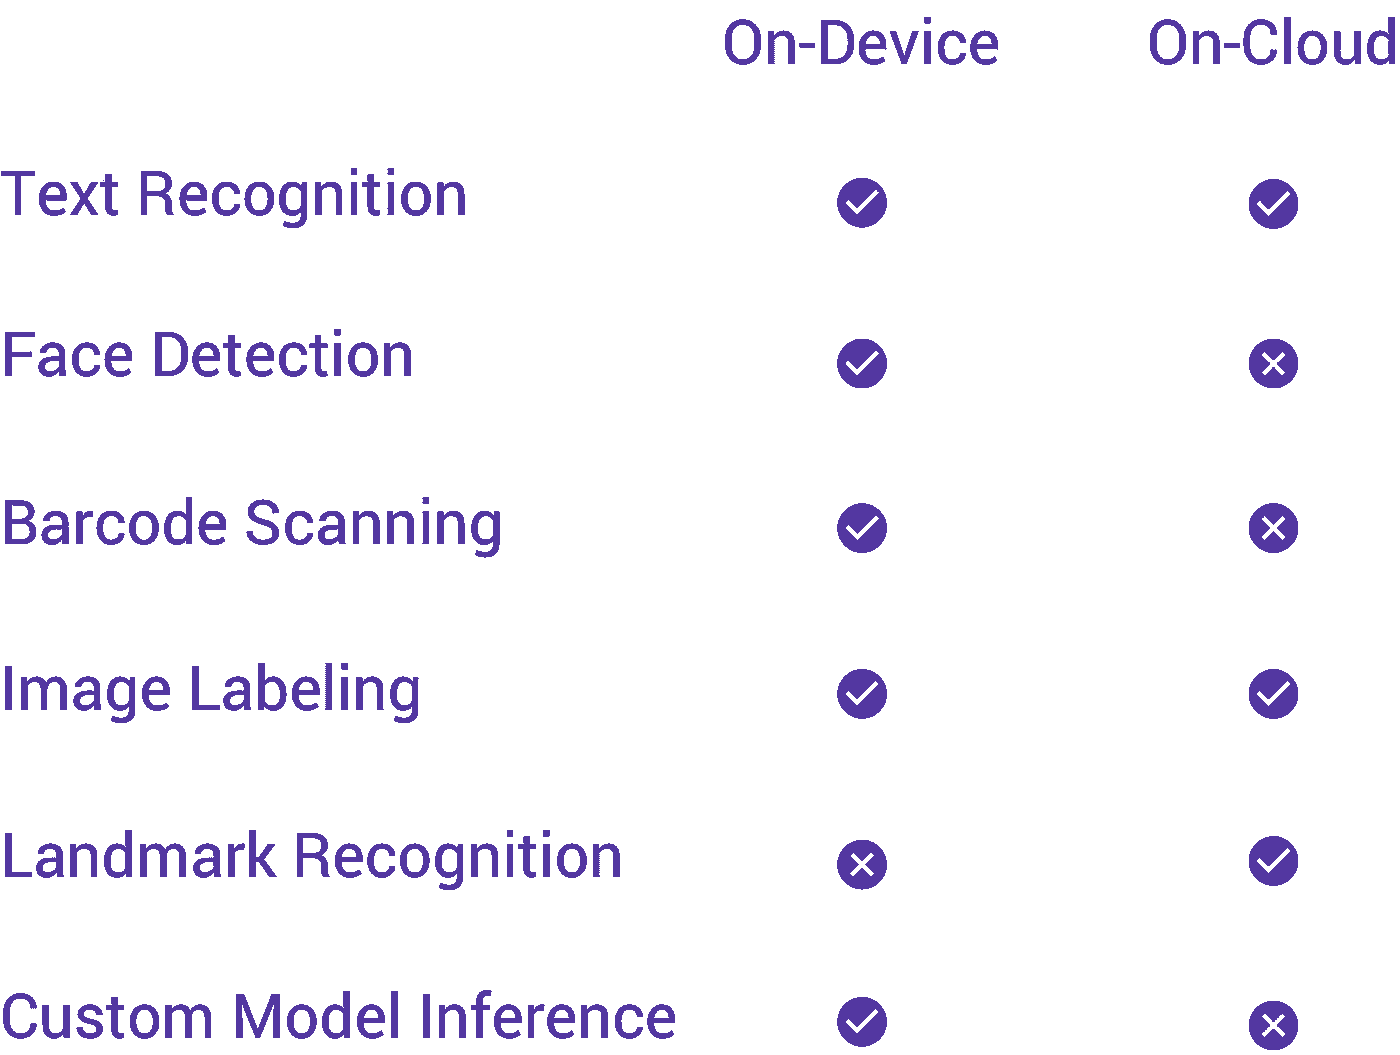 On-Device On-Cloud
Text Recognition
Face Detection
Barcode Scanning
Image Labeling
Landmark Recognition
Custom Model Inference